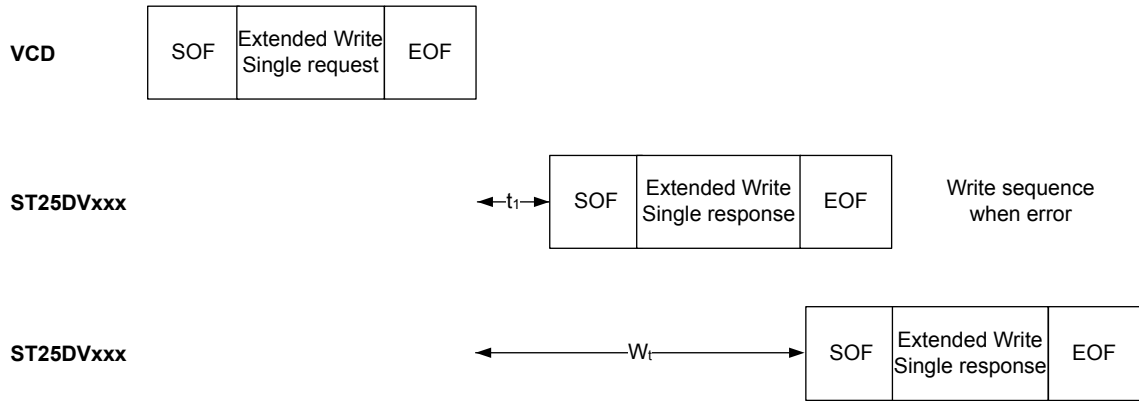 VCD
SOF
Extended Write
Single request
EOF
ST25DVxxx
t₁
SOF
Extended Write
Single response
EOF
Write sequence
when error
ST25DVxxx
Wₜ
SOF
Extended Write
Single response
EOF